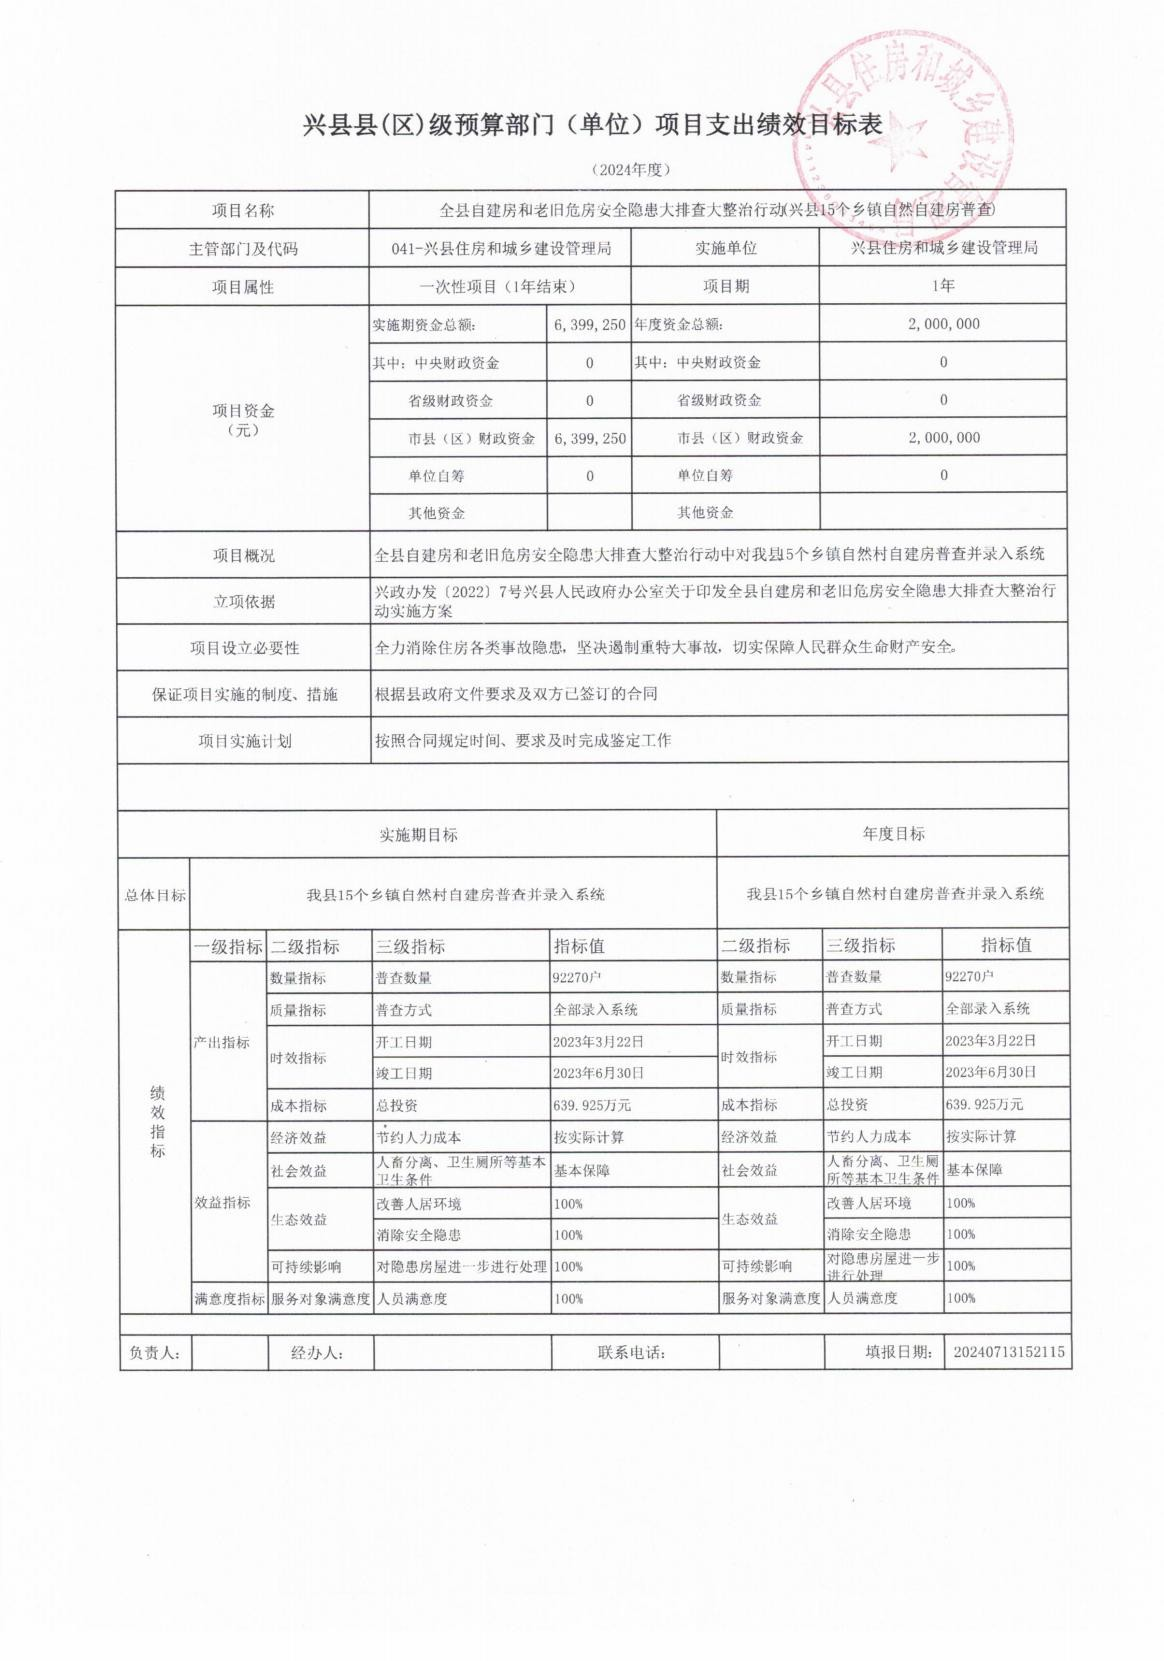 兴县住房和城乡建设管理局
兴县县(区)级预算部门（单位）项目支出绩效目标表
（2024年度）
项目名称 全县自建房和老旧危房安全隐患大排查大整治行动(兴县15个乡镇自然自建房普查)
主管部门及代码 041-兴县住房和城乡建设管理局 实施单位 兴县住房和城乡建设管理局
项目属性 一次性项目（1年结束） 项目期 1年
项目资金
（元）
实施期资金总额： 6,399,250 年度资金总额： 2,000,000
其中：中央财政资金 0 其中：中央财政资金 0
省级财政资金 0 省级财政资金 0
市县（区）财政资金 6,399,250 市县（区）财政资金 2,000,000
单位自筹 0 单位自筹 0
其他资金 其他资金
项目概况 全县自建房和老旧危房安全隐患大排查大整治行动中对我县15个乡镇自然村自建房普查并录入系统
立项依据 兴政办发〔2022〕7号兴县人民政府办公室关于印发全县自建房和老旧危房安全隐患大排查大整治行
动实施方案
项目设立必要性 全力消除住房各类事故隐患，坚决遏制重特大事故，切实保障人民群众生命财产安全。
保证项目实施的制度、措施 根据县政府文件要求及双方已签订的合同
项目实施计划 按照合同规定时间、要求及时完成鉴定工作
实施期目标 年度目标
总体目标 我县15个乡镇自然村自建房普查并录入系统 我县15个乡镇自然村自建房普查并录入系统
绩效指标
一级指标 二级指标 三级指标 指标值 二级指标 三级指标 指标值
产出指标
数量指标 普查数量 92270户 数量指标 普查数量 92270户
质量指标 普查方式 全部录入系统 质量指标 普查方式 全部录入系统
时效指标 开工日期 2023年3月22日 时效指标 开工日期 2023年3月22日
竣工日期 2023年6月30日 竣工日期 2023年6月30日
成本指标 总投资 639.925万元 成本指标 总投资 639.925万元
效益指标
经济效益 节约人力成本 按实际计算 经济效益 节约人力成本 按实际计算
社会效益 人畜分离、卫生厕所等基本 基本保障 社会效益 人畜分离、卫生厕 基本保障
卫生条件 所等基本卫生条件
生态效益 改善人居环境 100% 生态效益 改善人居环境 100%
消除安全隐患 100% 消除安全隐患 100%
可持续影响 对隐患房屋进一步进行处理 100% 可持续影响 对隐患房屋进一步 100%
进行处理
满意度指标 服务对象满意度 人员满意度 100% 服务对象满意度 人员满意度 100%
负责人： 经办人： 联系电话： 填报日期： 20240713152115